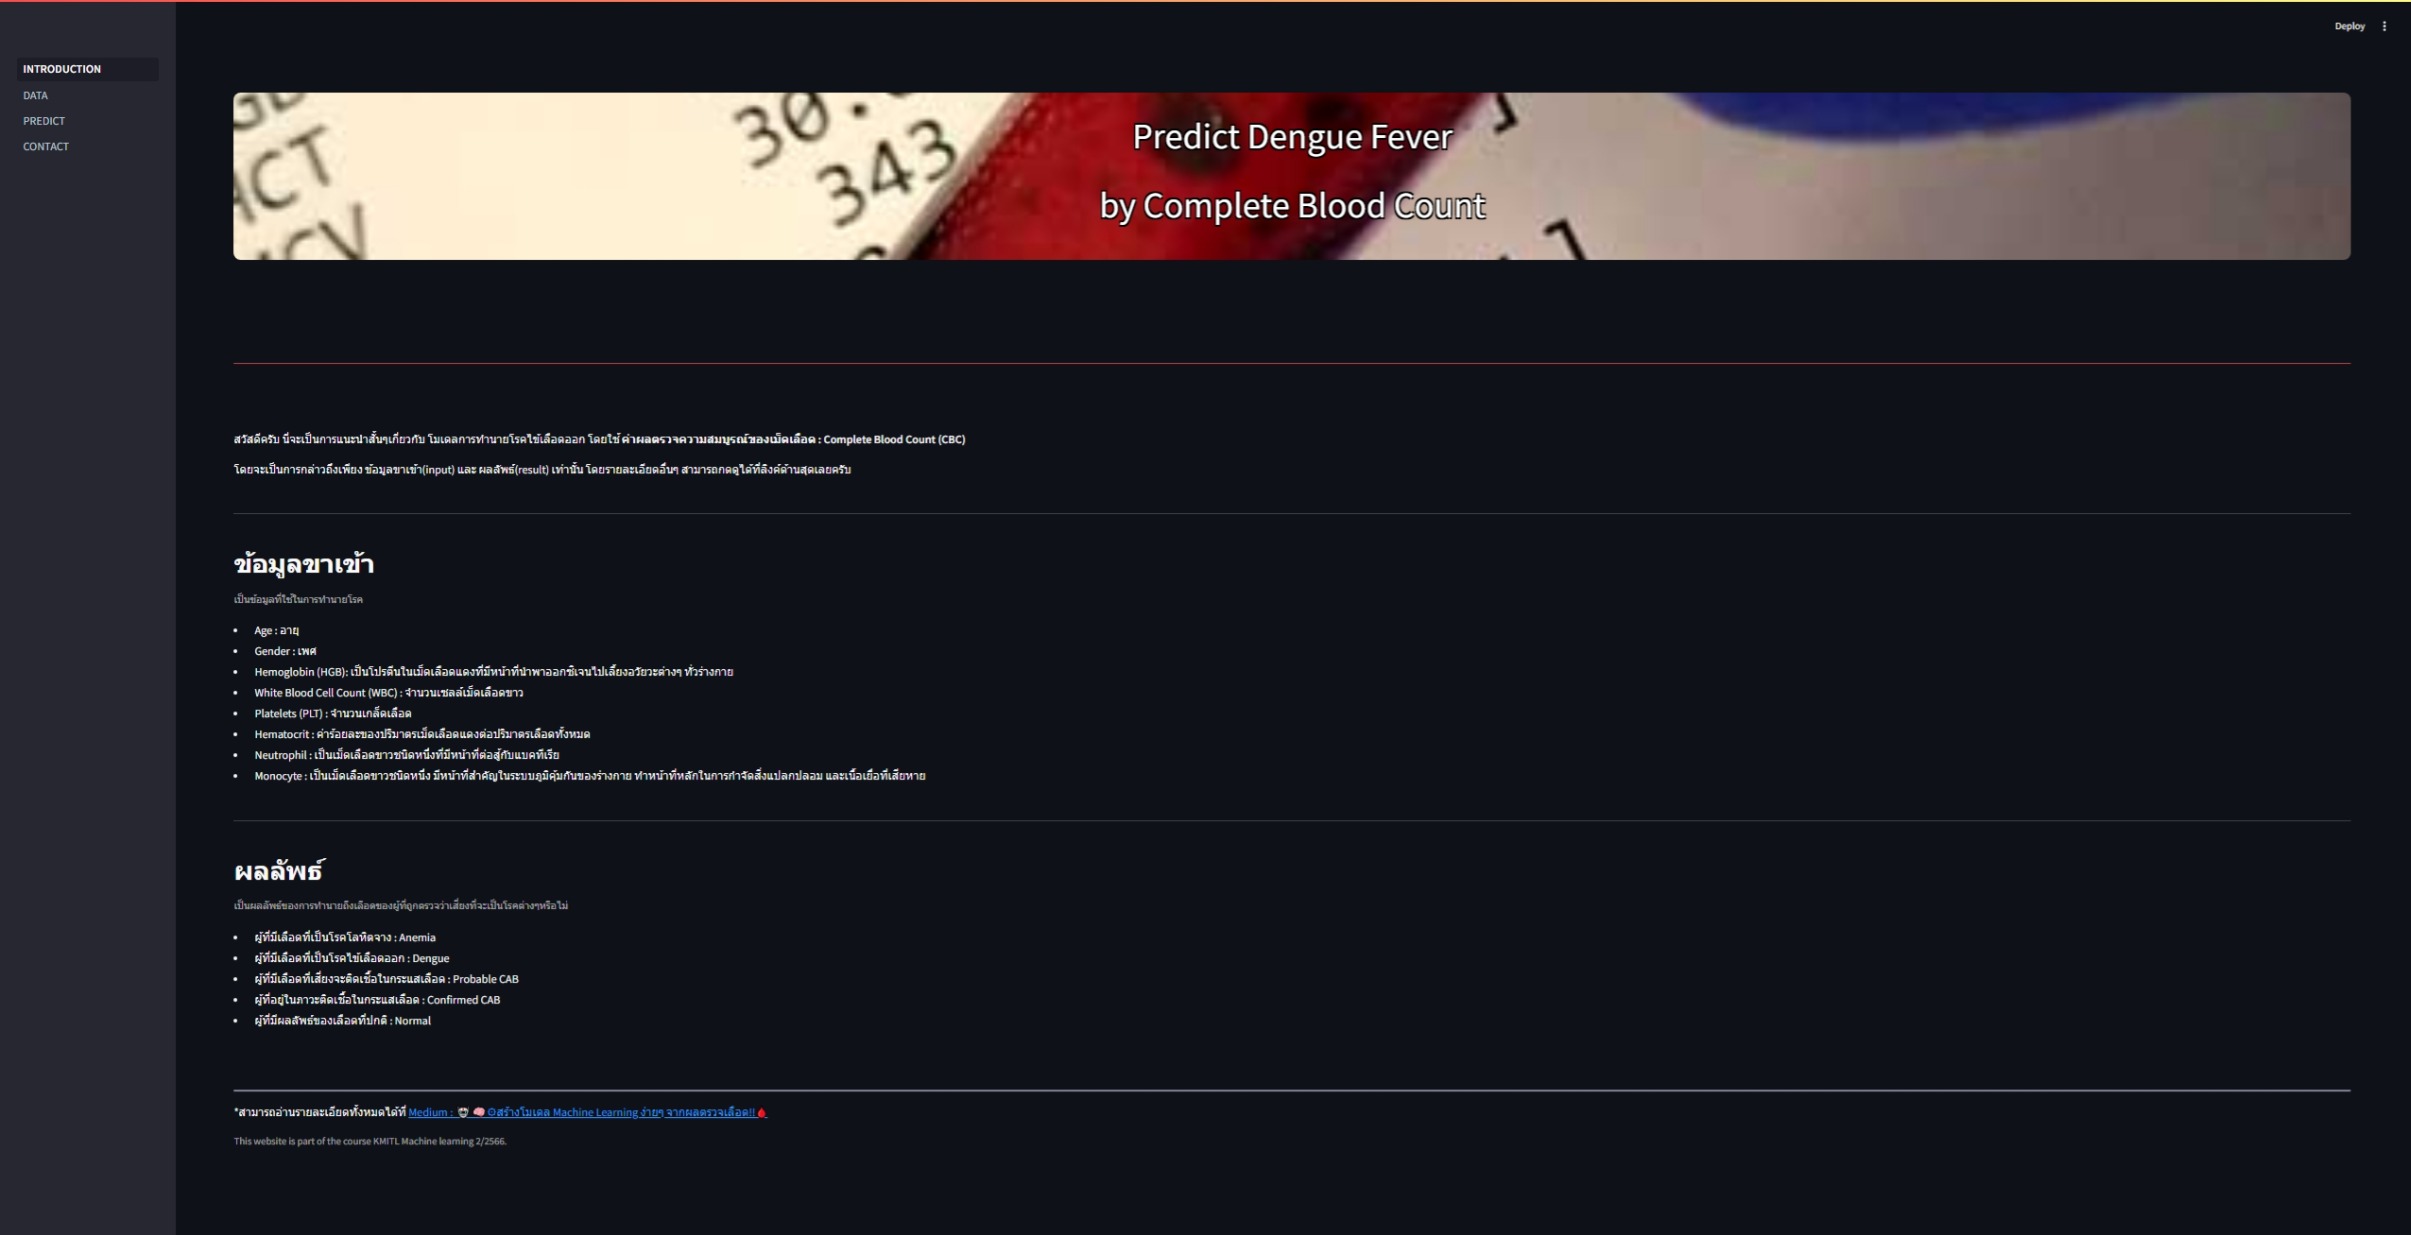 Deploy
INTRODUCTION
DATA
PREDICT
CONTACT
30.
343
Predict Dengue Fever
by Complete Blood Count
สวัสดีครับ นี่จะเป็นการแนะนำสั้นๆเกี่ยวกับ โมเดลการทำนายโรคไข้เลือดออก โดยใช้ ค่าผลตรวจความสมบูรณ์ของเม็ดเลือด : Complete Blood Count (CBC)
โดยจะเป็นการกล่าวถึงเพียง ข้อมูลขาเข้า(input) และ ผลลัพธ์(result) เท่านั้น โดยรายละเอียดอื่นๆ สามารถกดดูได้ที่ลิงค์ด้านสุดเลยครับ
ข้อมูลขาเข้า
เป็นข้อมูลที่ใช้ในการทำนายโรค
• Age : อายุ
• Gender : เพศ
• Hemoglobin (HGB): เป็นโปรตีนในเม็ดเลือดแดงที่มีหน้าที่นำพาออกซิเจนไปเลี้ยงอวัยวะต่างๆ ทั่วร่างกาย
• White Blood Cell Count (WBC) : จำนวนเซลล์เม็ดเลือดขาว
• Platelets (PLT) : จำนวนเกล็ดเลือด
• Hematocrit : ค่าร้อยละของปริมาตรเม็ดเลือดแดงต่อปริมาตรเลือดทั้งหมด
• Neutrophil : เป็นเม็ดเลือดขาวชนิดหนึ่งที่มีหน้าที่ต่อสู้กับแบคทีเรีย
• Monocyte : เป็นเม็ดเลือดขาวชนิดหนึ่ง มีหน้าที่สำคัญในระบบภูมิคุ้มกันของร่างกาย ทำหน้าที่หลักในการกำจัดสิ่งแปลกปลอม และเนื้อเยื่อที่เสียหาย
ผลลัพธ์
เป็นผลลัพธ์ของการทำนายถึงเลือดของผู้ที่ถูกตรวจว่าเสี่ยงที่จะเป็นโรคต่างๆหรือไม่
• ผู้ที่มีเลือดที่เป็นโรคโลหิตจาง : Anemia
• ผู้ที่มีเลือดที่เป็นโรคไข้เลือดออก : Dengue
• ผู้ที่มีเลือดที่เสี่ยงจะติดเชื้อในกระแสเลือด : Probable CAB
• ผู้ที่อยู่ในภาวะติดเชื้อในกระแสเลือด : Confirmed CAB
• ผู้ที่มีผลลัพธ์ของเลือดที่ปกติ : Normal
*สามารถอ่านรายละเอียดทั้งหมดได้ที่ Medium : สร้างโมเดล Machine Learning ง่ายๆ จากผลตรวจเลือด!!
This website is part of the course KMITL Machine learning 2/2566.